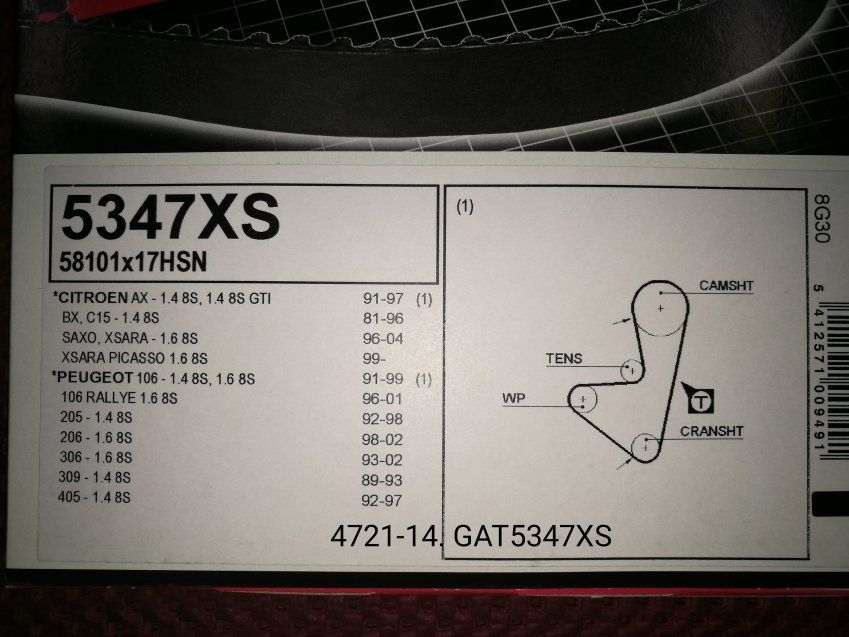 5347XS
58101x17HSN
*CITROEN AX - 1.4 8S, 1.4 8S GTI 91-97 (1)
BX, C15 - 1.4 8S 81-96
SAXO, XSARA - 1.6 8S 96-04
XSARA PICASSO 1.6 8S 99-
*PEUGEOT 106 - 1.4 8S, 1.6 8S 91-99 (1)
106 RALLYE 1.6 8S 96-01
205 - 1.4 8S 92-98
206 - 1.6 8S 98-02
306 - 1.6 8S 93-02
309 - 1.4 8S 89-93
405 - 1.4 8S 92-97
(1)
CAMSHT
TENS
WP
T
CRANSHT
8G30
5 412571 009491
4721-14. GAT5347XS